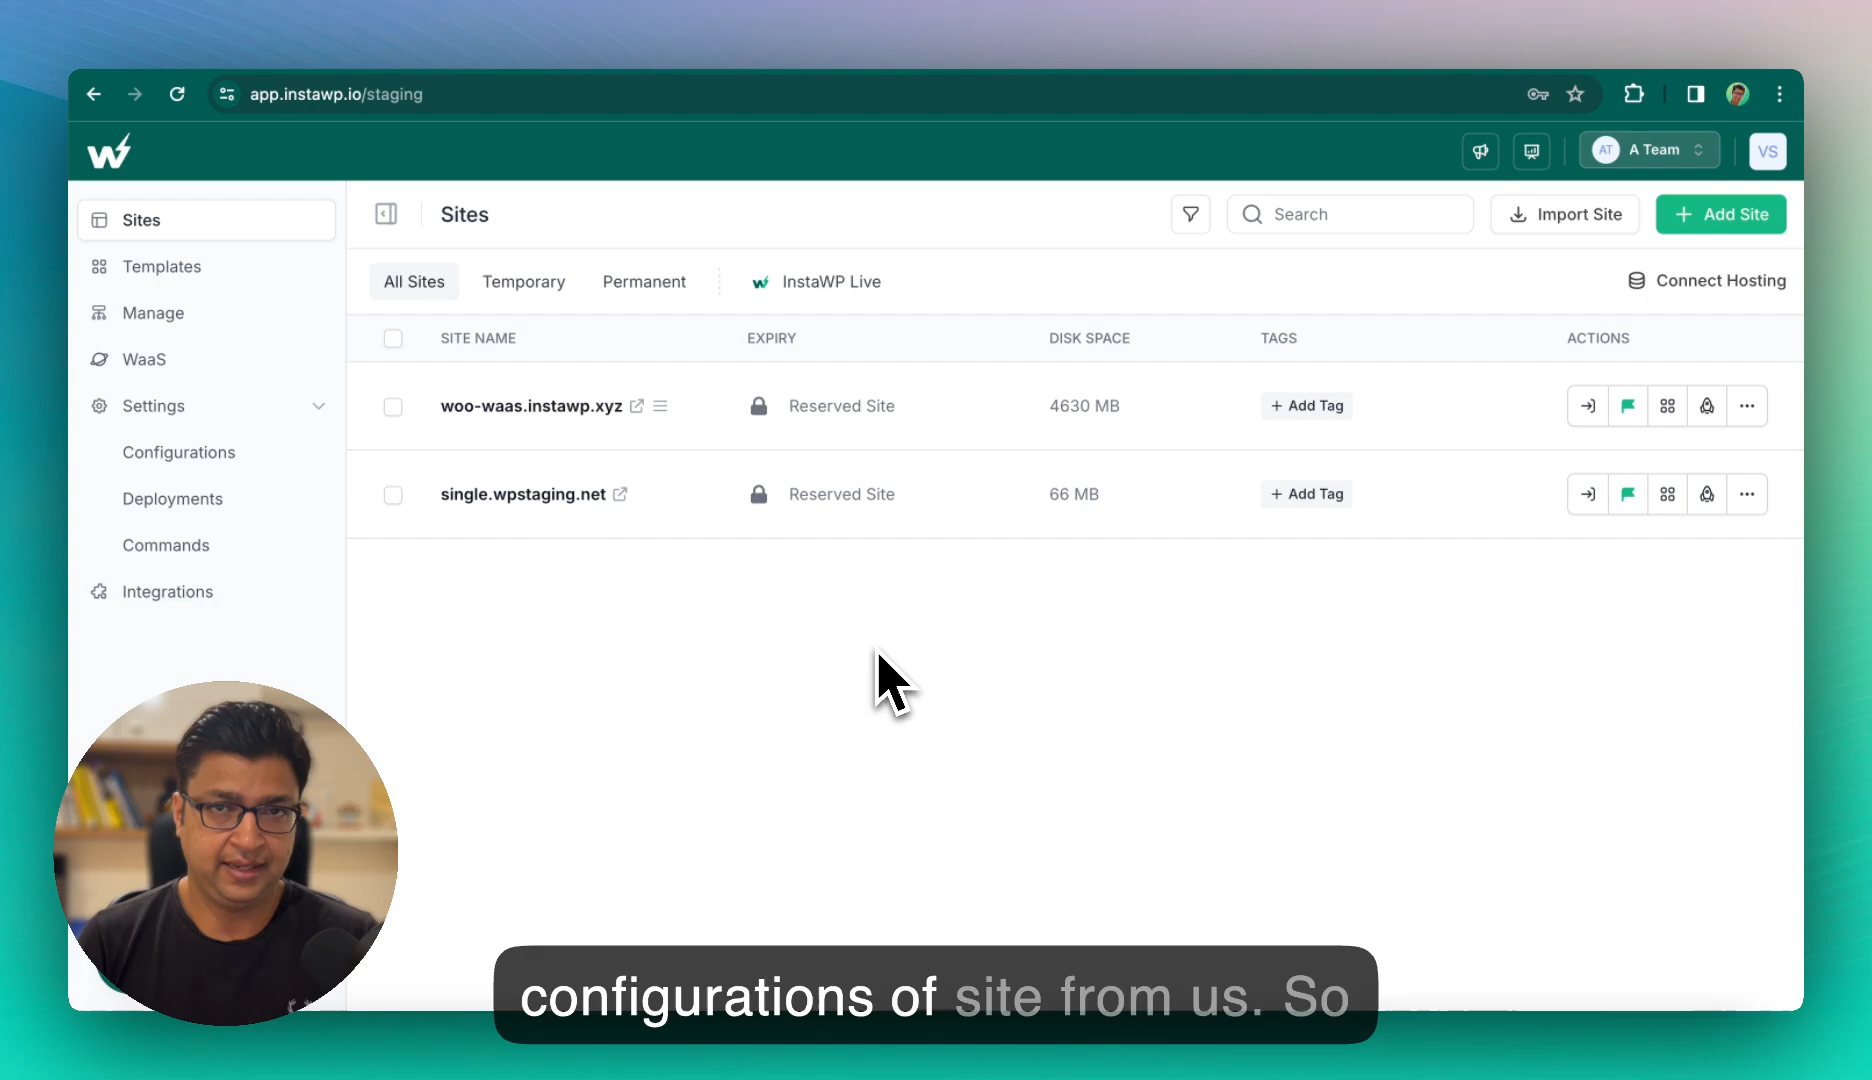 app.instawp.io/staging
AT A Team
VS
Sites
Templates
Manage
WaaS
Settings
Configurations
Deployments
Commands
Integrations
Sites
Search
Import Site
Add Site
All Sites Temporary Permanent InstaWP Live
Connect Hosting
SITE NAME EXPIRY DISK SPACE TAGS ACTIONS
woo-waas.instawp.xyz Reserved Site 4630 MB + Add Tag
single.wpstaging.net Reserved Site 66 MB + Add Tag
configurations of site from us. So